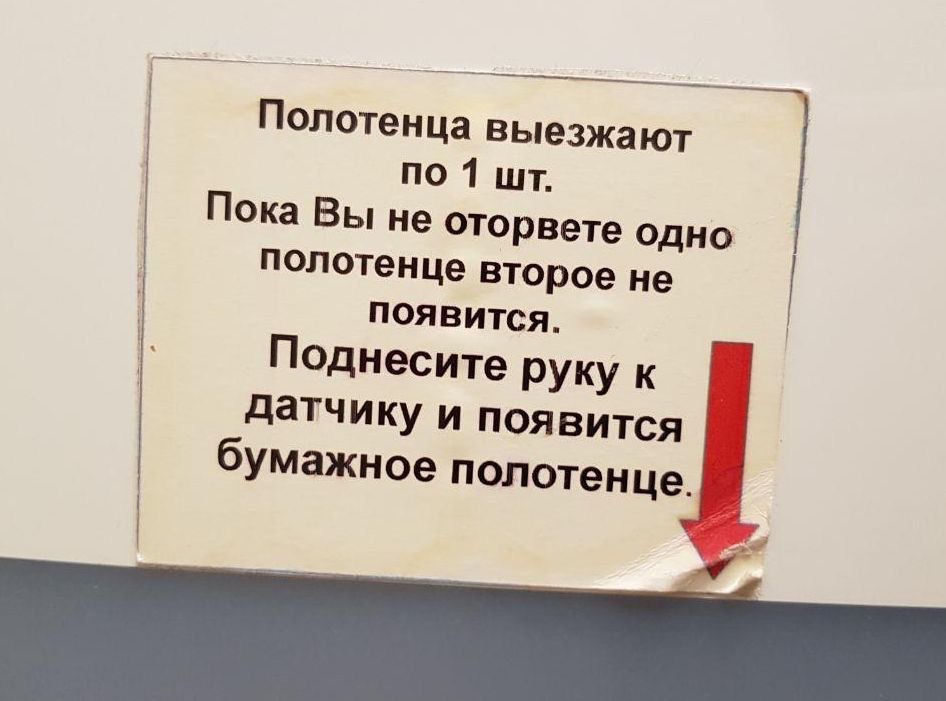 Полотенца выезжают
по 1 шт.
Пока Вы не оторвете одно
полотенце второе не
появится.
Поднесите руку к
датчику и появится
бумажное полотенце.